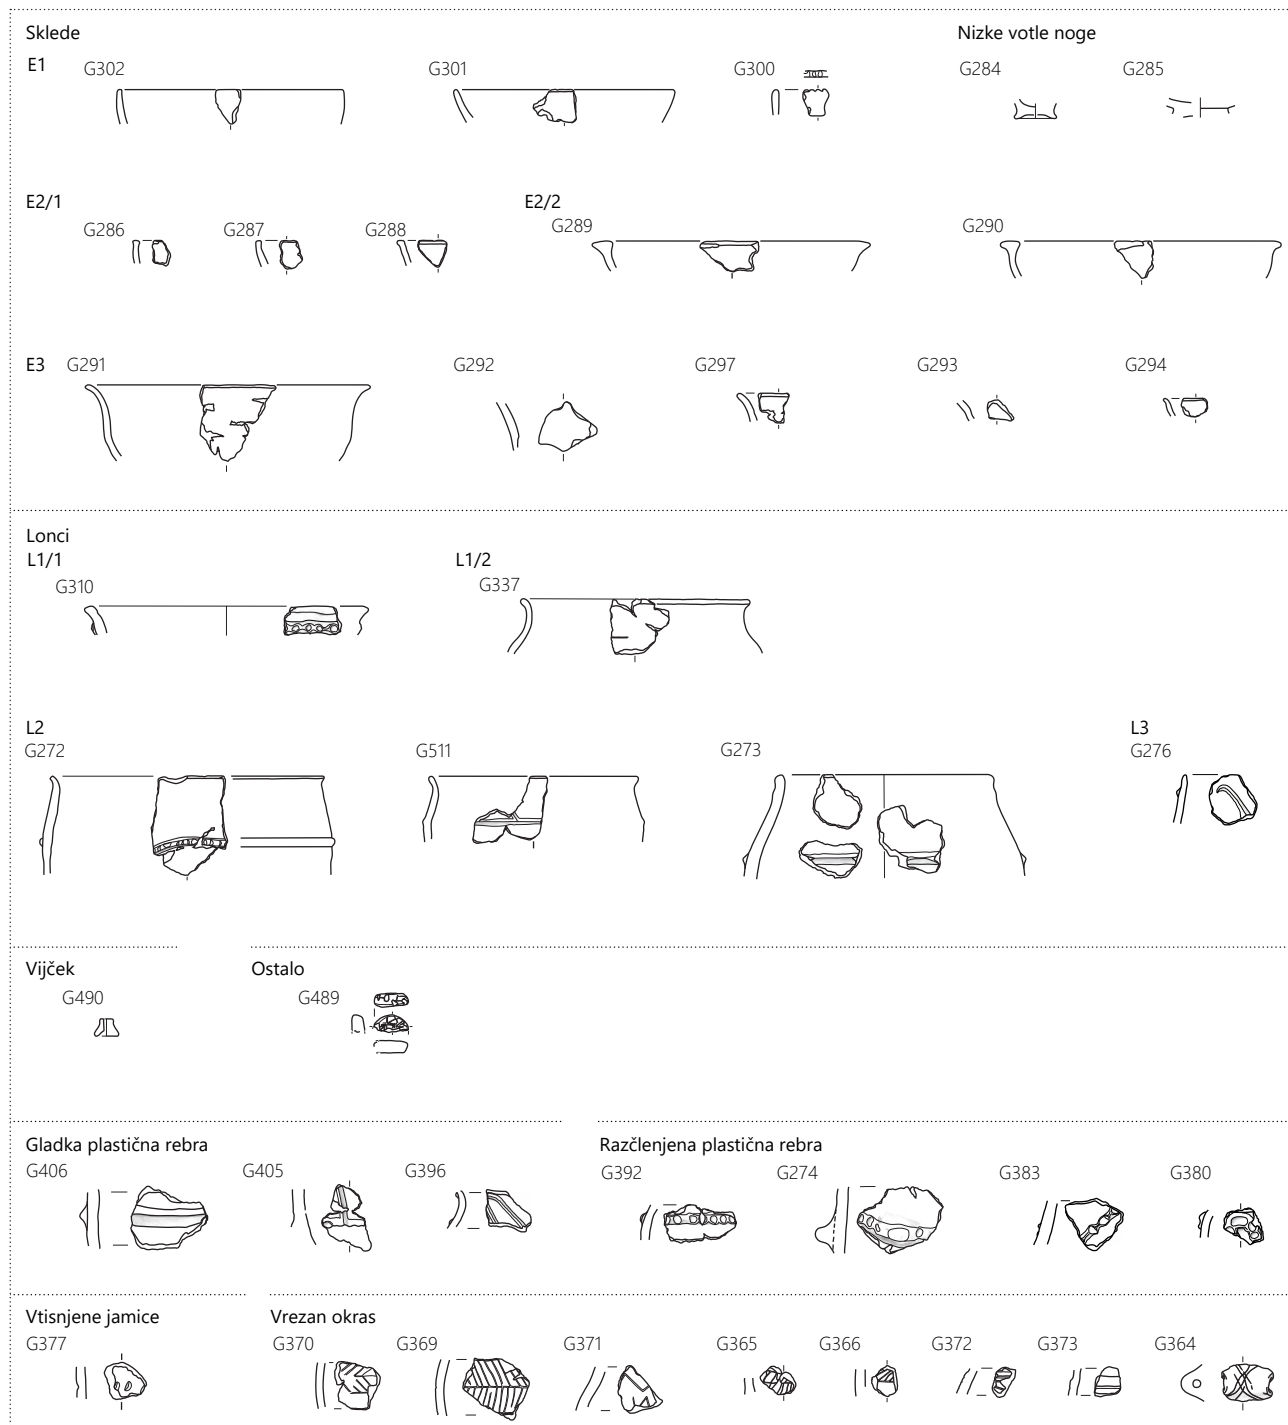 Sklede Nizke votle noge
E1 G302 G301 G300 G284 G285
E2/1 E2/2
G286 G287 G288 G289 G290
E3 G291 G292 G297 G293 G294
Lonci
L1/1 L1/2
G310 G337
L2 L3
G272 G511 G273 G276
Vijček Ostalo
G490 G489
Gladka plastična rebra Razčlenjena plastična rebra
G406 G405 G396 G392 G274 G383 G380
Vtisnjene jamice Vrezan okras
G377 G370 G369 G371 G365 G366 G372 G373 G364